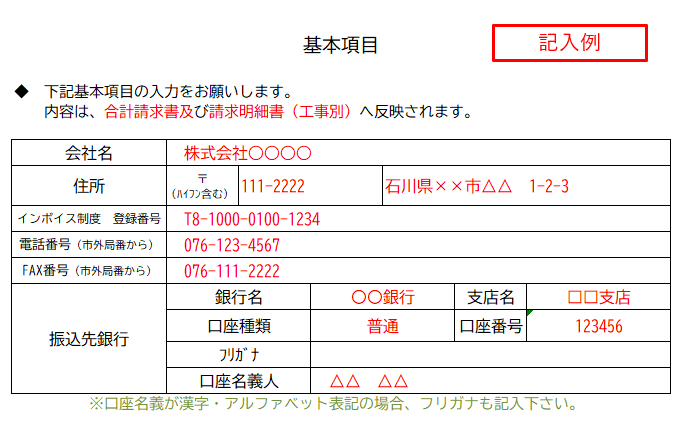 基本項目
記入例
◆ 下記基本項目の入力をお願いします。
内容は、合計請求書及び請求明細書（工事別）へ反映されます。
会社名 株式会社〇〇〇〇
住所 〒(ﾊｲﾌﾝ含む) 111-2222 石川県××市△△ 1-2-3
インボイス制度 登録番号 T8-1000-0100-1234
電話番号（市外局番から） 076-123-4567
FAX番号（市外局番から） 076-111-2222
振込先銀行 銀行名 〇〇銀行 支店名 □□支店
口座種類 普通 口座番号 123456
ﾌﾘｶﾞﾅ
口座名義人 △△ △△
※口座名義が漢字・アルファベット表記の場合、フリガナも記入下さい。